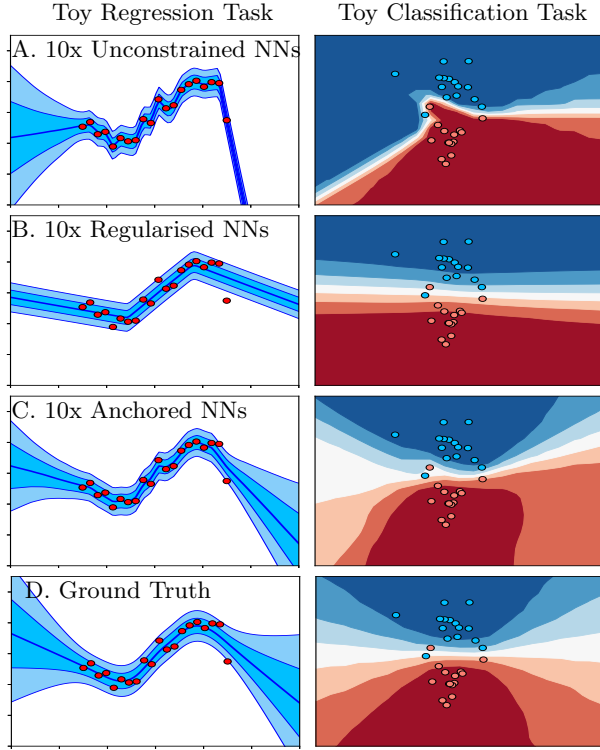 Toy Regression Task
Toy Classification Task
A. 10x Unconstrained NNs
B. 10x Regularised NNs
C. 10x Anchored NNs
D. Ground Truth